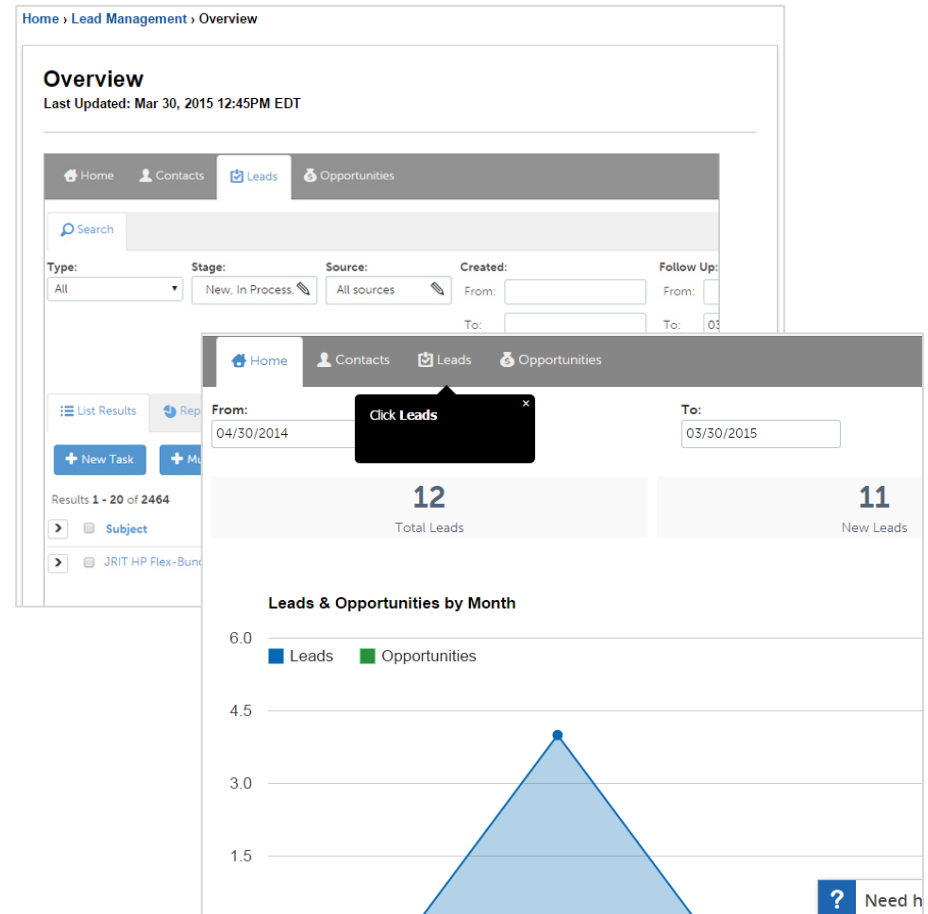 Home › Lead Management › Overview
Overview
Last Updated: Mar 30, 2015 12:45PM EDT
Home Contacts Leads Opportunities
Search
Type: Stage: Source: Created: Follow Up:
All New, In Process, All sources From: From:
To: To: 03
List Results
New Task
Results 1 - 20 of 2464
Subject
JRIT HP
Home Contacts Leads Opportunities
Click Leads ×
From: To:
04/30/2014 03/30/2015
12 11
Total Leads New Leads
Leads & Opportunities by Month
6.0
Leads Opportunities
4.5
3.0
1.5
? Need